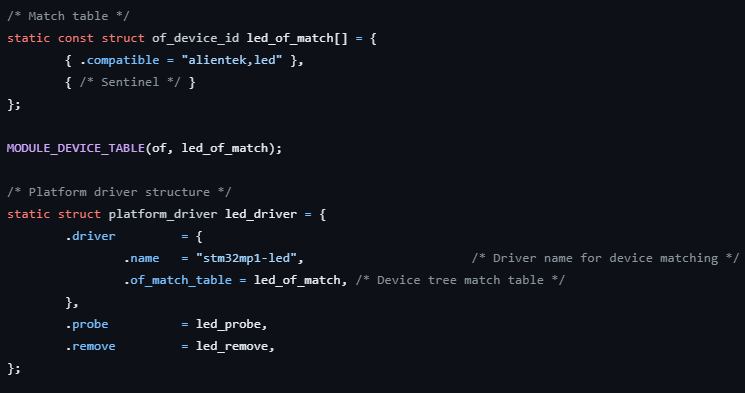 /* Match table */
static const struct of_device_id led_of_match[] = {
        { .compatible = "alientek,led" },
        { /* Sentinel */ }
};

MODULE_DEVICE_TABLE(of, led_of_match);

/* Platform driver structure */
static struct platform_driver led_driver = {
        .driver         = {
                .name   = "stm32mp1-led",                       /* Driver name for device matching */
                .of_match_table = led_of_match, /* Device tree match table */
        },
        .probe          = led_probe,
        .remove         = led_remove,
};